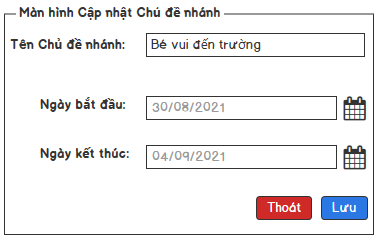 Màn hình Cập nhật Chủ đề nhánh
Tên Chủ đề nhánh:
Bé vui đến trường
Ngày bắt đầu:
30/08/2021
Ngày kết thúc:
04/09/2021
Thoát Lưu